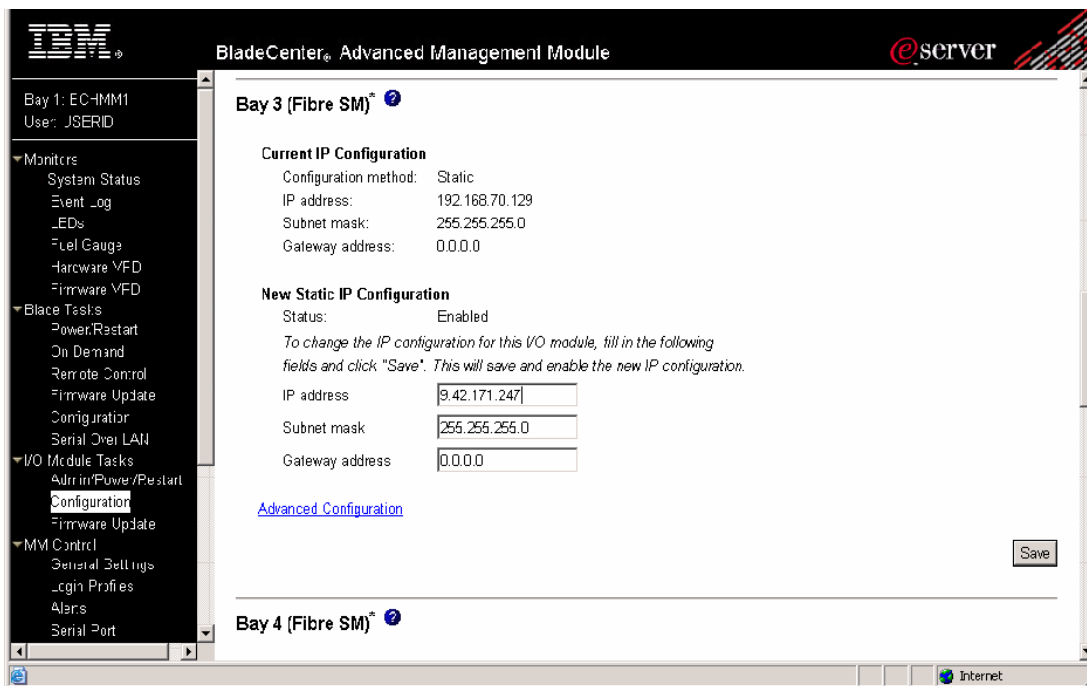 IBM®
BladeCenter® Advanced Management Module
eserver
Bay 1: ECHMM1
User: USERID
Monitors
System Status
Event Log
LEDs
Fuel Gauge
Hardware VPD
Firmware VPD
Blade Tasks
Power/Restart
On Demand
Remote Control
Firmware Update
Configuration
Serial Over LAN
I/O Module Tasks
Admin/Power/Restart
Configuration
Firmware Update
MM Control
General Settings
Login Profiles
Alerts
Serial Port
Bay 3 (Fibre SM)* ?
Current IP Configuration
Configuration method: Static
IP address: 192.168.70.129
Subnet mask: 255.255.255.0
Gateway address: 0.0.0.0
New Static IP Configuration
Status: Enabled
To change the IP configuration for this I/O module, fill in the following
fields and click "Save". This will save and enable the new IP configuration.
IP address 9.42.171.247
Subnet mask 255.255.255.0
Gateway address 0.0.0.0
Advanced Configuration
Save
Bay 4 (Fibre SM)* ?
Internet